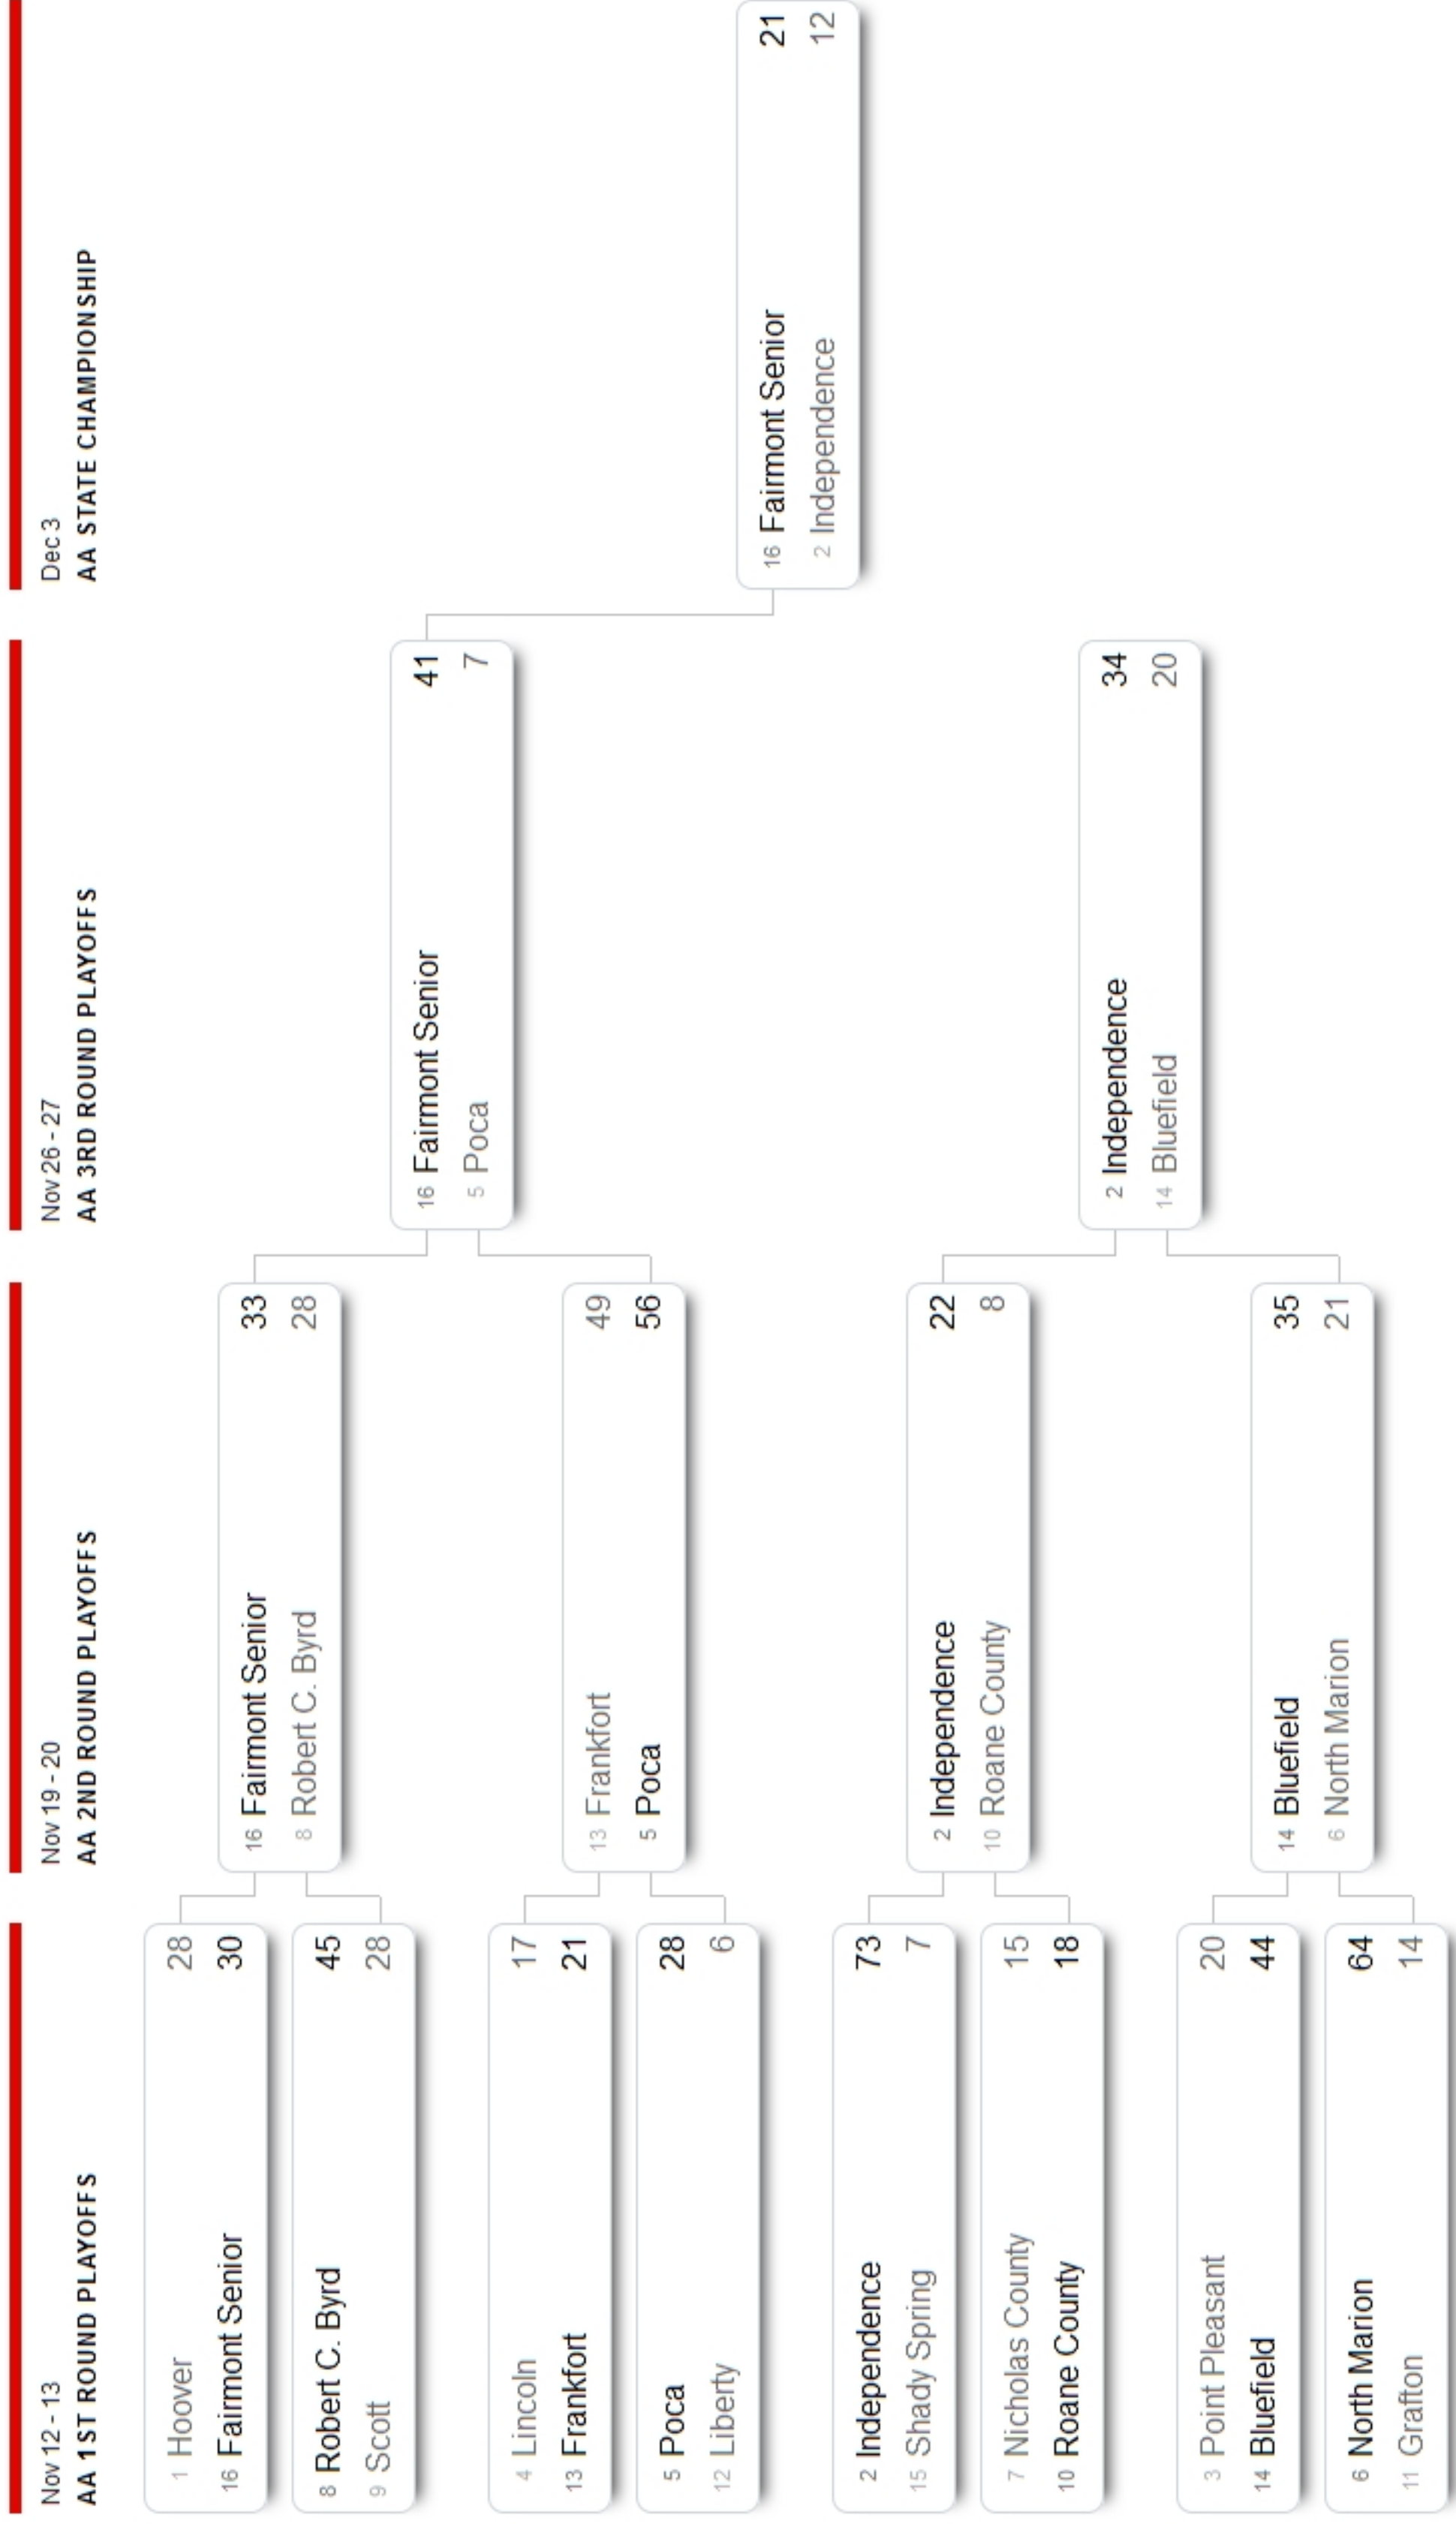 Nov 12 - 13
AA 1ST ROUND PLAYOFFS
1 Hoover 28
16 Fairmont Senior 30
8 Robert C. Byrd 45
9 Scott 28
4 Lincoln 17
13 Frankfort 21
5 Poca 28
12 Liberty 6
2 Independence 73
15 Shady Spring 7
7 Nicholas County 15
10 Roane County 18
3 Point Pleasant 20
14 Bluefield 44
6 North Marion 64
11 Grafton 14
Nov 19 - 20
AA 2ND ROUND PLAYOFFS
16 Fairmont Senior 33
8 Robert C. Byrd 28
13 Frankfort 49
5 Poca 56
2 Independence 22
10 Roane County 8
14 Bluefield 35
6 North Marion 21
Nov 26 - 27
AA 3RD ROUND PLAYOFFS
16 Fairmont Senior 41
5 Poca 7
2 Independence 34
14 Bluefield 20
Dec 3
AA STATE CHAMPIONSHIP
16 Fairmont Senior 21
2 Independence 12